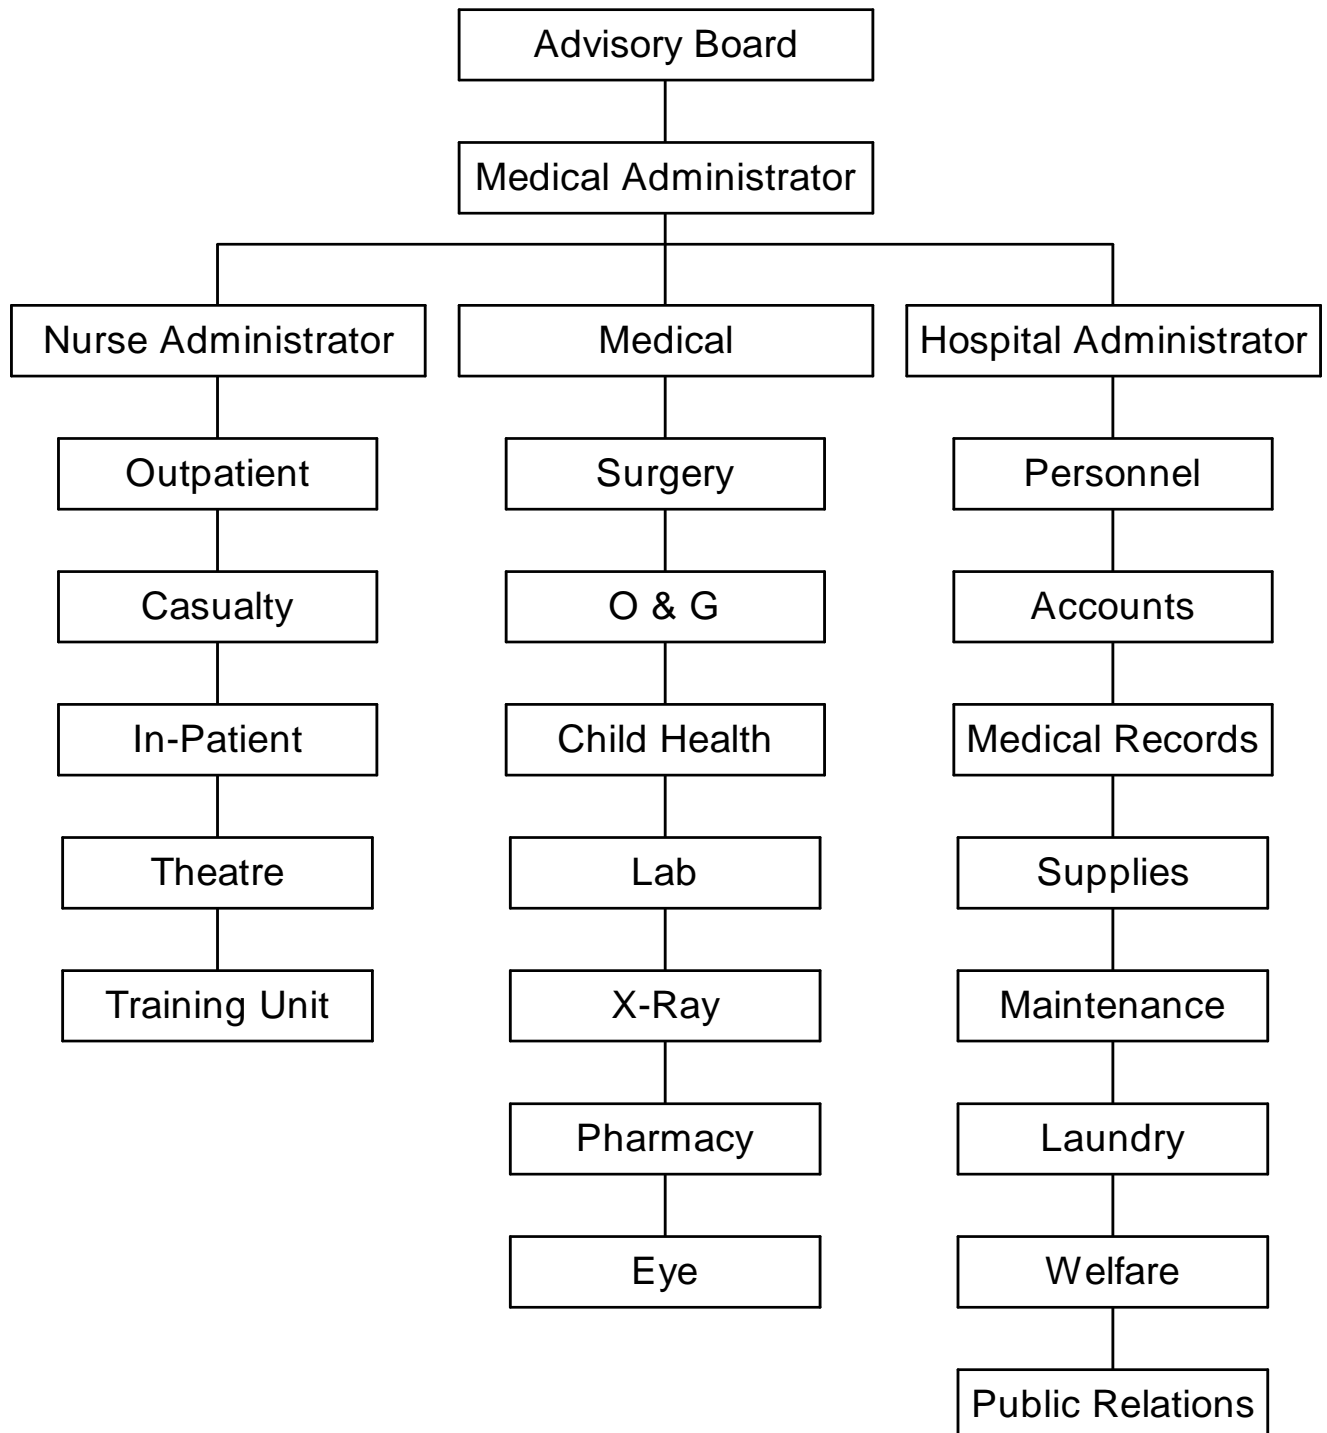 Advisory Board
Medical Administrator
Nurse Administrator
Medical
Hospital Administrator
Outpatient
Surgery
Personnel
Casualty
O & G
Accounts
In-Patient
Child Health
Medical Records
Theatre
Lab
Supplies
Training Unit
X-Ray
Maintenance
Pharmacy
Laundry
Eye
Welfare
Public Relations